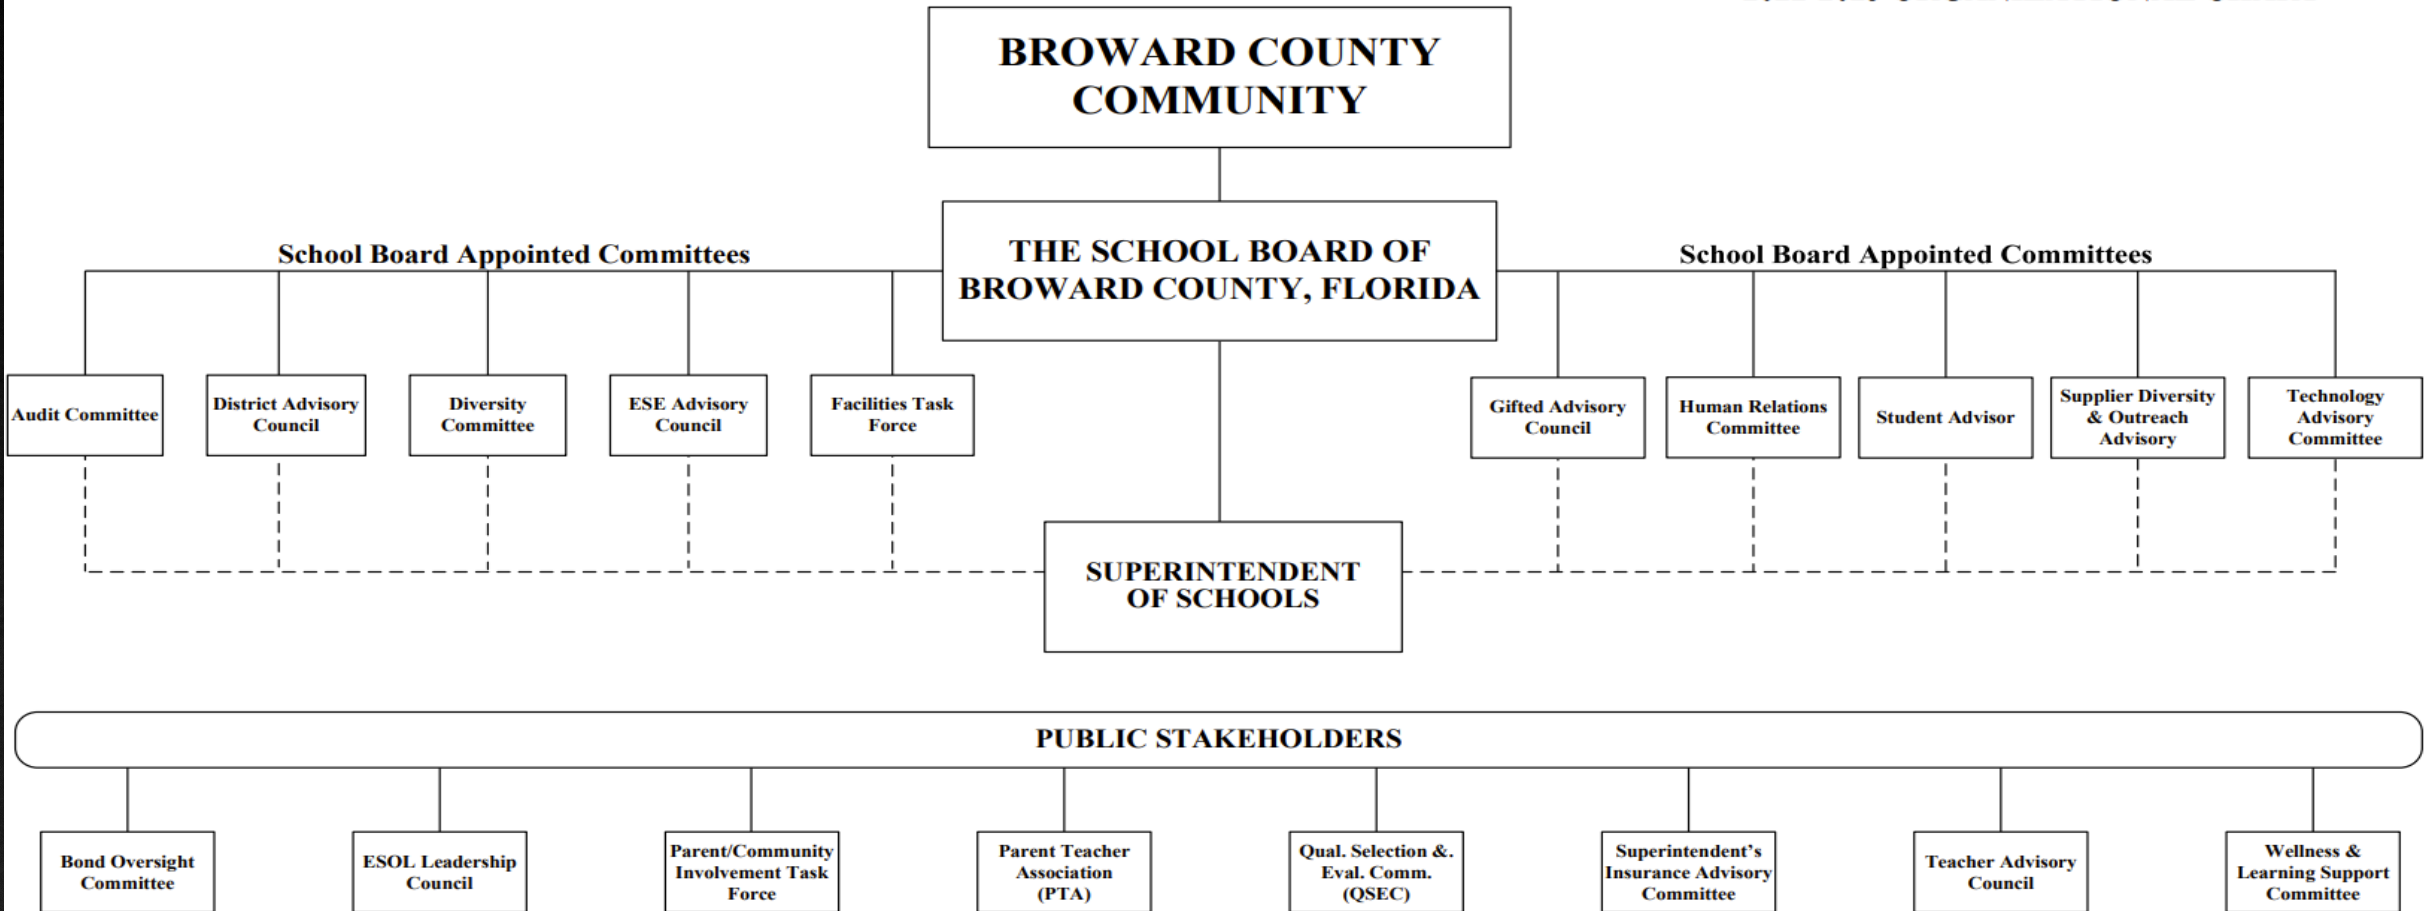 BROWARD COUNTY
COMMUNITY
THE SCHOOL BOARD OF
BROWARD COUNTY, FLORIDA
School Board Appointed Committees
School Board Appointed Committees
Audit Committee
District Advisory
Council
Diversity
Committee
ESE Advisory
Council
Facilities Task
Force
Gifted Advisory
Council
Human Relations
Committee
Student Advisor
Supplier Diversity
& Outreach
Advisory
Technology
Advisory
Committee
SUPERINTENDENT
OF SCHOOLS
PUBLIC STAKEHOLDERS
Bond Oversight
Committee
ESOL Leadership
Council
Parent/Community
Involvement Task
Force
Parent Teacher
Association
(PTA)
Qual. Selection &.
Eval. Comm.
(QSEC)
Superintendent’s
Insurance Advisory
Committee
Teacher Advisory
Council
Wellness &
Learning Support
Committee